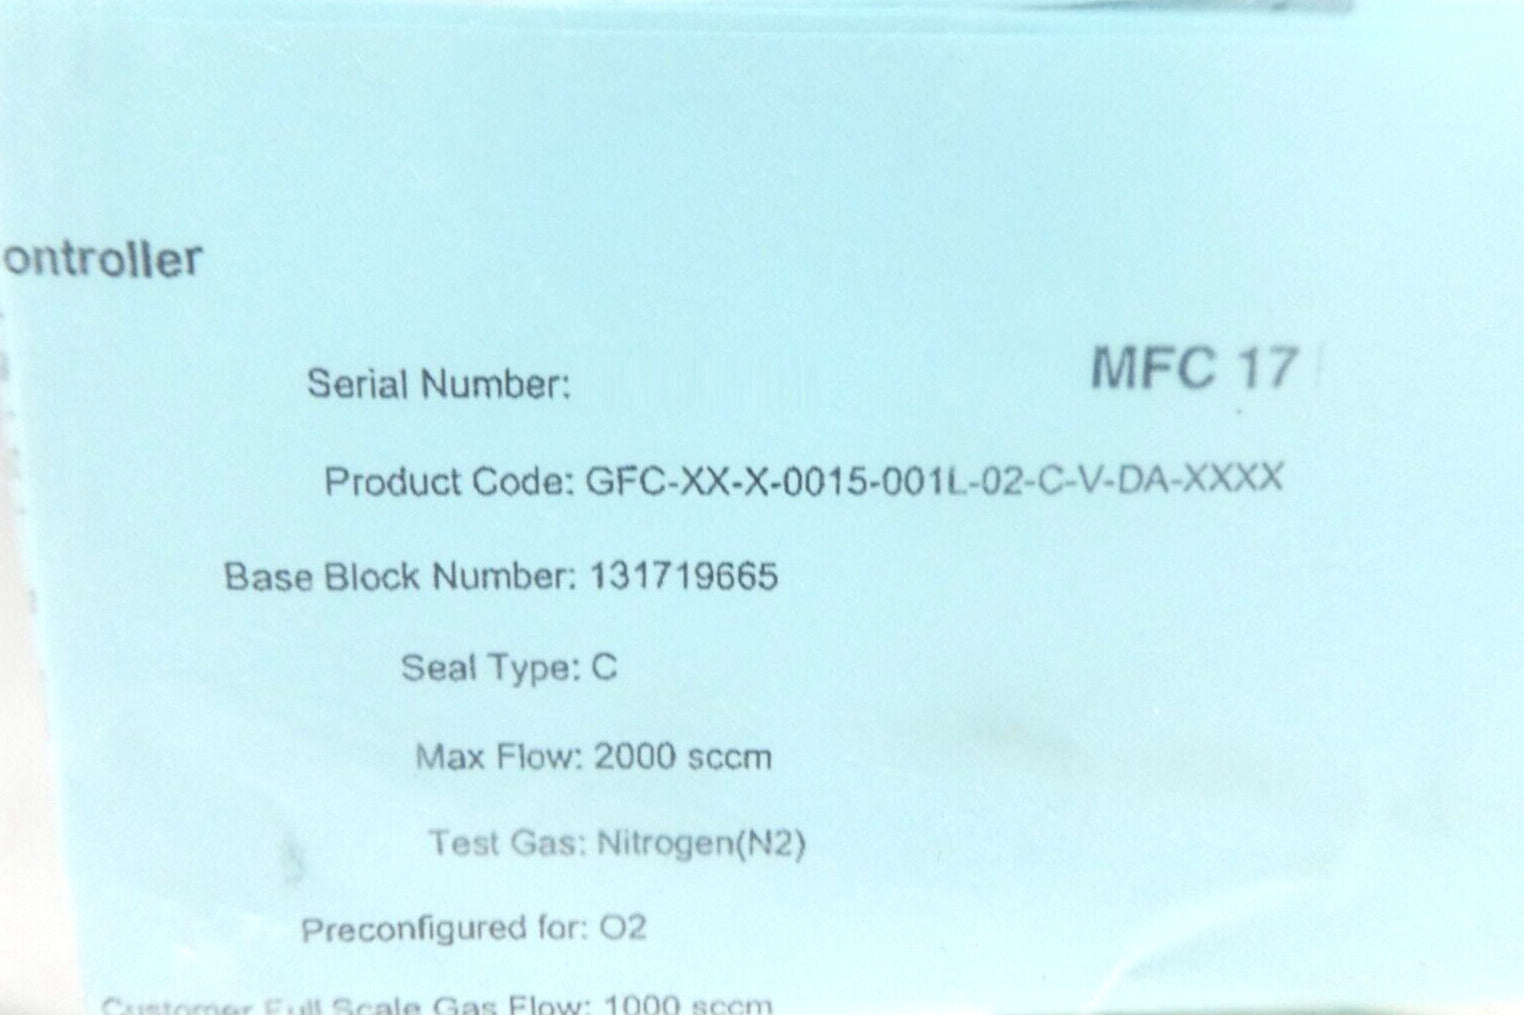 ontroller
MFC 17
Serial Number:
Product Code: GFC-XX-X-0015-001L-02-C-V-DA-XXXX
Base Block Number: 131719665
Seal Type: C
Max Flow: 2000 sccm
Test Gas: Nitrogen(N2)
Preconfigured for: O2
Customer Full Scale Gas Flow: 1000 sccm